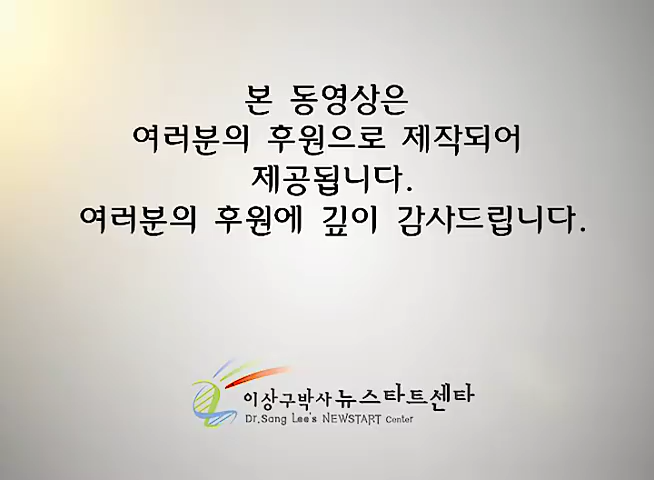 본 동영상은
여러분의 후원으로 제작되어
제공됩니다.
여러분의 후원에 깊이 감사드립니다.
이상구박사 뉴스타트센타
Dr.Sang Lee's NEWSTART Center